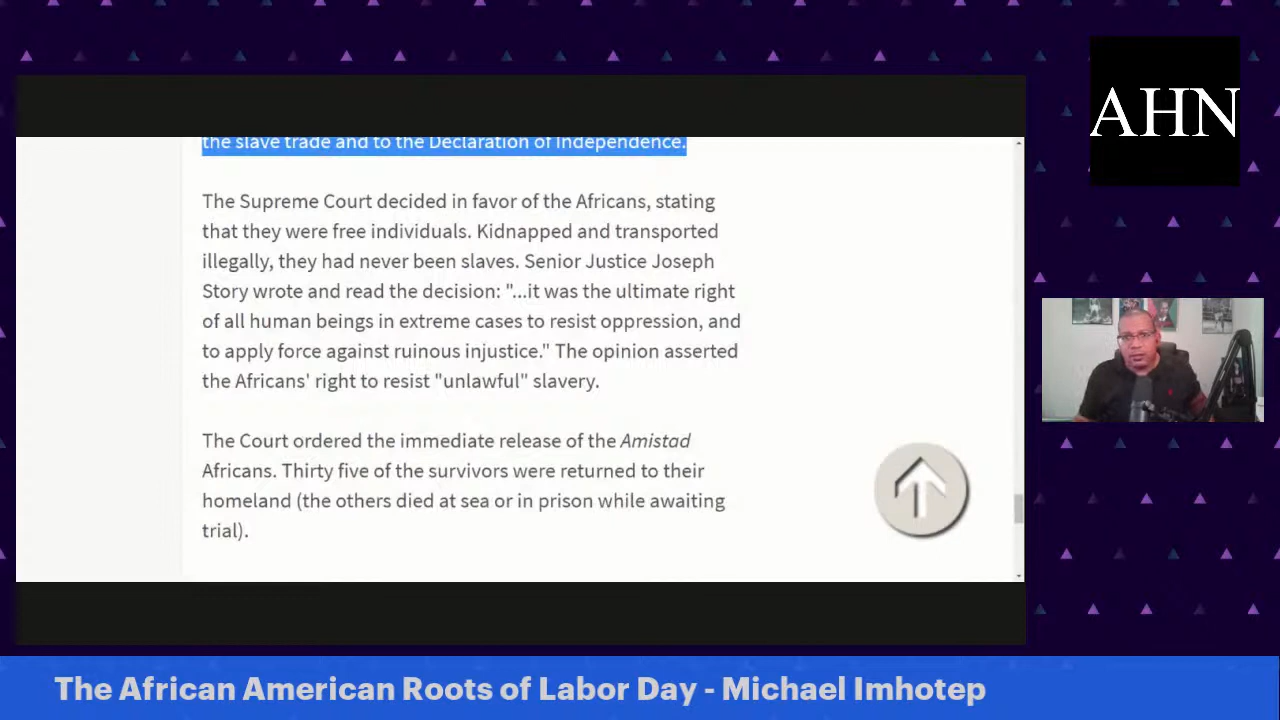 the slave trade and to the Declaration of Independence.
The Supreme Court decided in favor of the Africans, stating
that they were free individuals. Kidnapped and transported
illegally, they had never been slaves. Senior Justice Joseph
Story wrote and read the decision: "...it was the ultimate right
of all human beings in extreme cases to resist oppression, and
to apply force against ruinous injustice." The opinion asserted
the Africans' right to resist "unlawful" slavery.
The Court ordered the immediate release of the Amistad
Africans. Thirty five of the survivors were returned to their
homeland (the others died at sea or in prison while awaiting
trial).
AHN
The African American Roots of Labor Day - Michael Imhotep